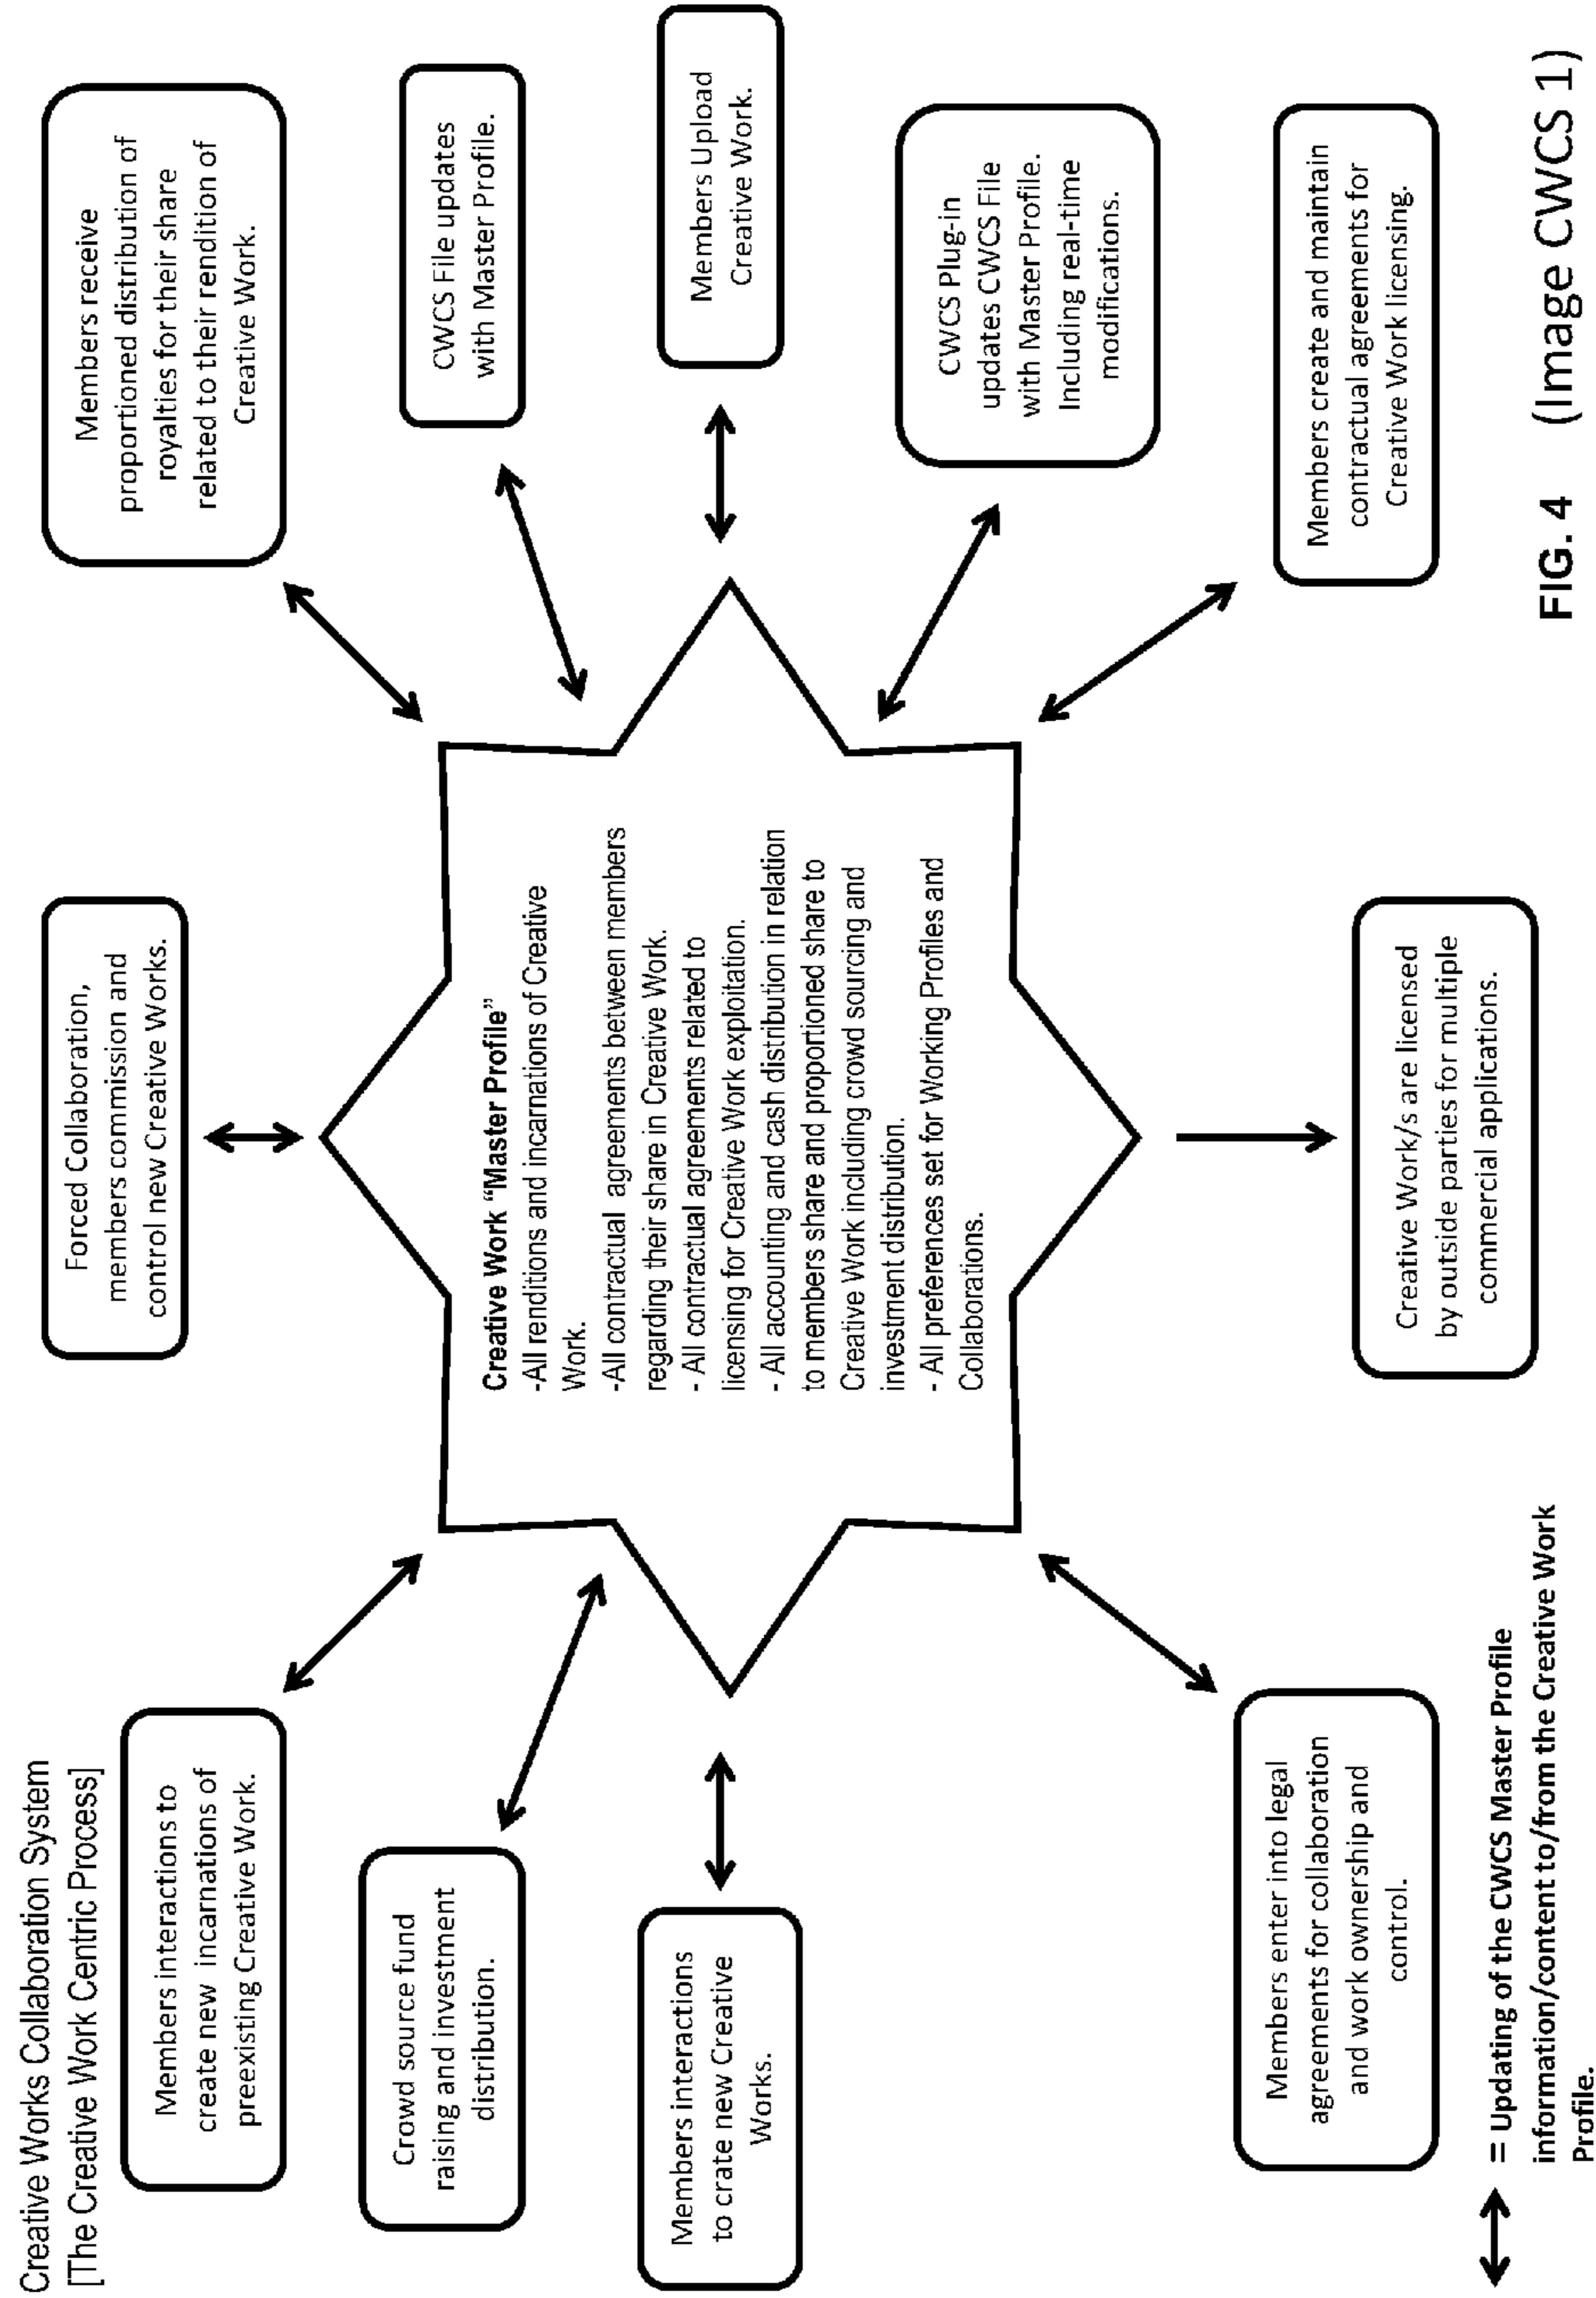 Creative Works Collaboration System
[The Creative Work Centric Process]
Members interactions to
create new incarnations of
preexisting Creative Work.
Forced Collaboration,
members commission and
control new Creative Works.
Members receive
proportioned distribution of
royalties for their share
related to their rendition of
Creative Work.
Crowd source fund
raising and investment
distribution.
CWCS File updates
with Master Profile.
Members interactions
to crate new Creative
Works.
Creative Work “Master Profile”
-All renditions and incarnations of Creative
Work.
-All contractual agreements between members
regarding their share in Creative Work.
- All contractual agreements related to
licensing for Creative Work exploitation.
- All accounting and cash distribution in relation
to members share and proportioned share to
Creative Work including crowd sourcing and
investment distribution.
- All preferences set for Working Profiles and
Collaborations.
Members Upload
Creative Work.
CWCS Plug-in
updates CWCS File
with Master Profile.
Including real-time
modifications.
Members enter into legal
agreements for collaboration
and work ownership and
control.
Creative Work/s are licensed
by outside parties for multiple
commercial applications.
Members create and maintain
contractual agreements for
Creative Work licensing.
= Updating of the CWCS Master Profile
information/content to/from the Creative Work
Profile.
FIG. 4 (Image CWCS 1)